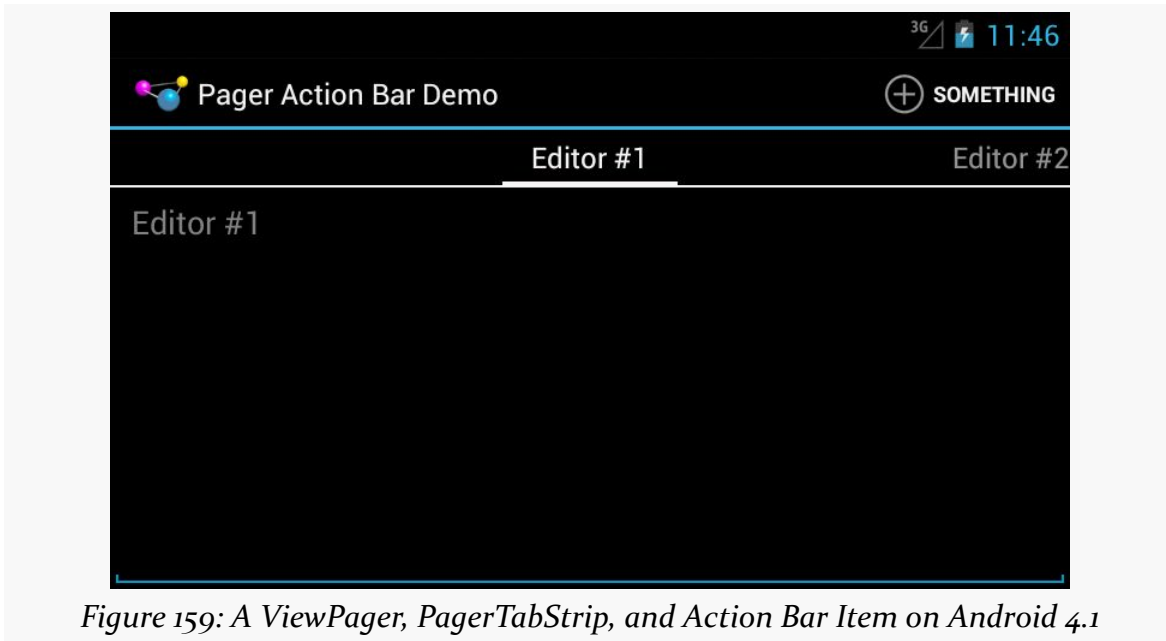 3G 11:46
Pager Action Bar Demo SOMETHING
Editor #1 Editor #2
Editor #1
Figure 159: A ViewPager, PagerTabStrip, and Action Bar Item on Android 4.1